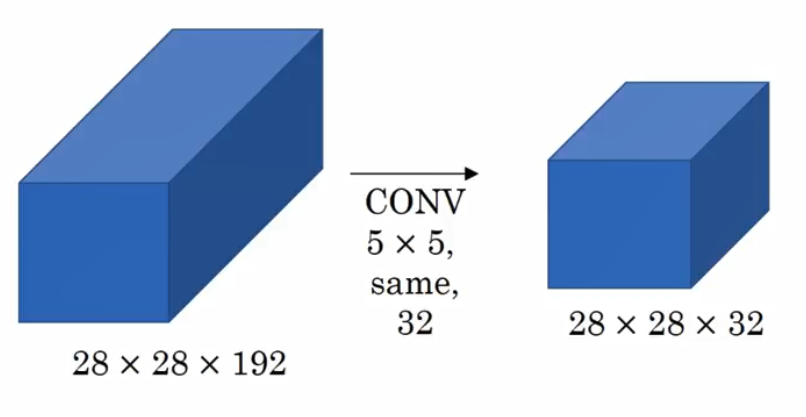 CONV
5 × 5,
same,
32
28 × 28 × 192
28 × 28 × 32